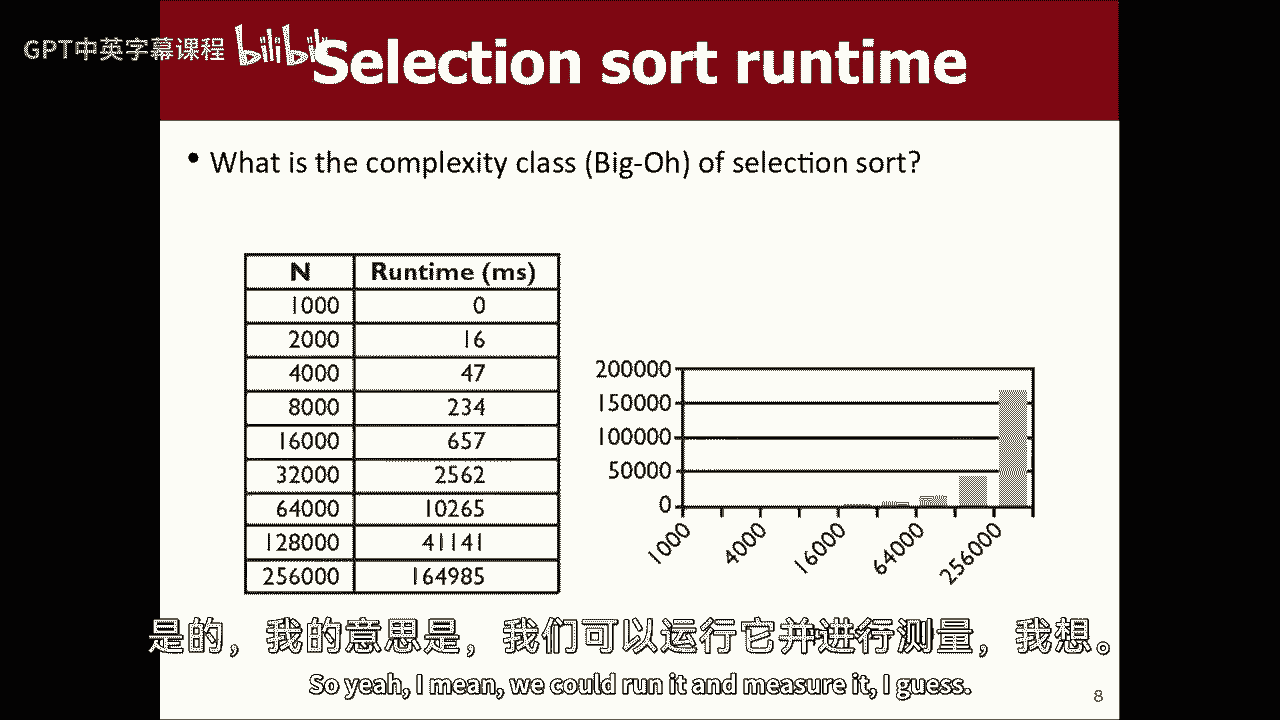 GPT中英字幕课程 bilibili
Selection sort runtime
• What is the complexity class (Big-Oh) of selection sort?
N Runtime (ms)
1000 0
2000 16
4000 47
8000 234
16000 657
32000 2562
64000 10265
128000 41141
256000 164985
200000
150000
100000
50000
0
1000 4000 16000 64000 256000
是的，我的意思是，我们可以运行它并进行测量，我想。
So yeah, I mean, we could run it and measure it, I guess.
8